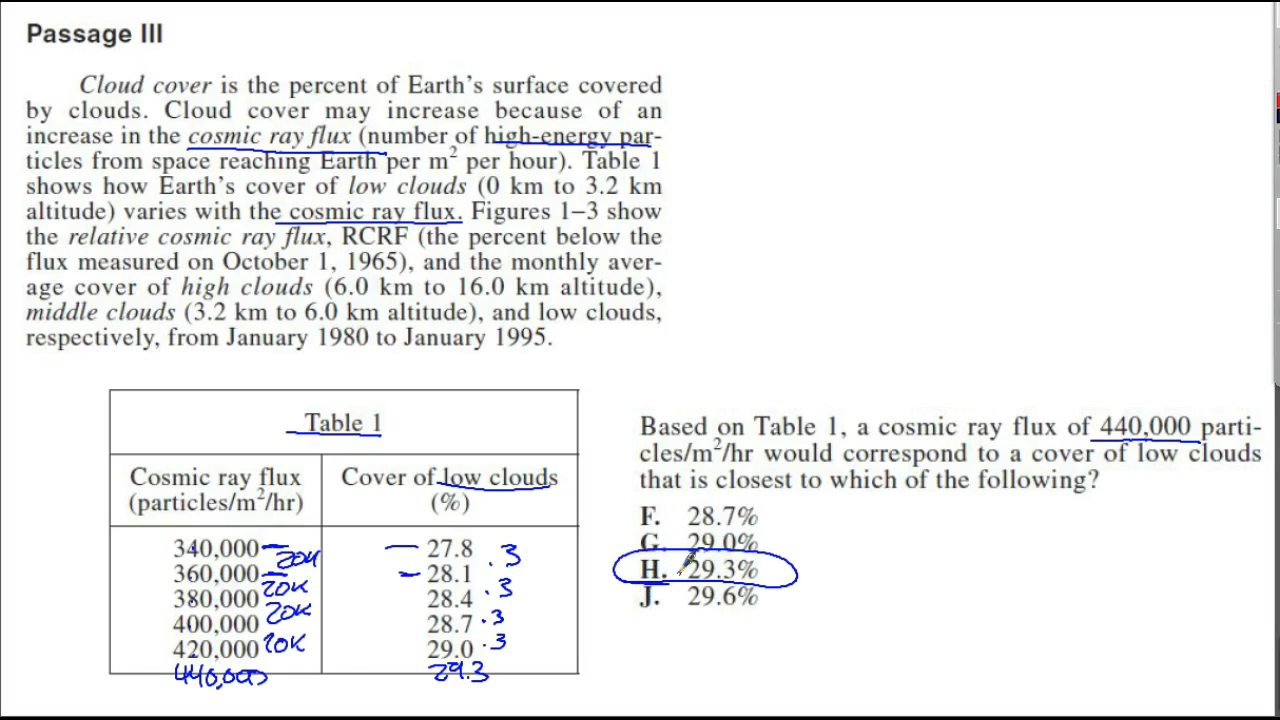 Passage III
Cloud cover is the percent of Earth's surface covered
by clouds. Cloud cover may increase because of an
increase in the cosmic ray flux (number of high-energy par-
ticles from space reaching Earth per m² per hour). Table 1
shows how Earth's cover of low clouds (0 km to 3.2 km
altitude) varies with the cosmic ray flux. Figures 1–3 show
the relative cosmic ray flux, RCRF (the percent below the
flux measured on October 1, 1965), and the monthly aver-
age cover of high clouds (6.0 km to 16.0 km altitude),
middle clouds (3.2 km to 6.0 km altitude), and low clouds,
respectively, from January 1980 to January 1995.
Table 1
Cosmic ray flux
(particles/m²/hr)
Cover of low clouds
(%)
340,000 27.8 .3
20K
360,000 28.1
20K .3
380,000 28.4
20K .3
400,000 28.7
20K .3
420,000 29.0
440,000 29.3
Based on Table 1, a cosmic ray flux of 440,000 parti-
cles/m²/hr would correspond to a cover of low clouds
that is closest to which of the following?
F. 28.7%
G. 29.0%
H. 29.3%
J. 29.6%